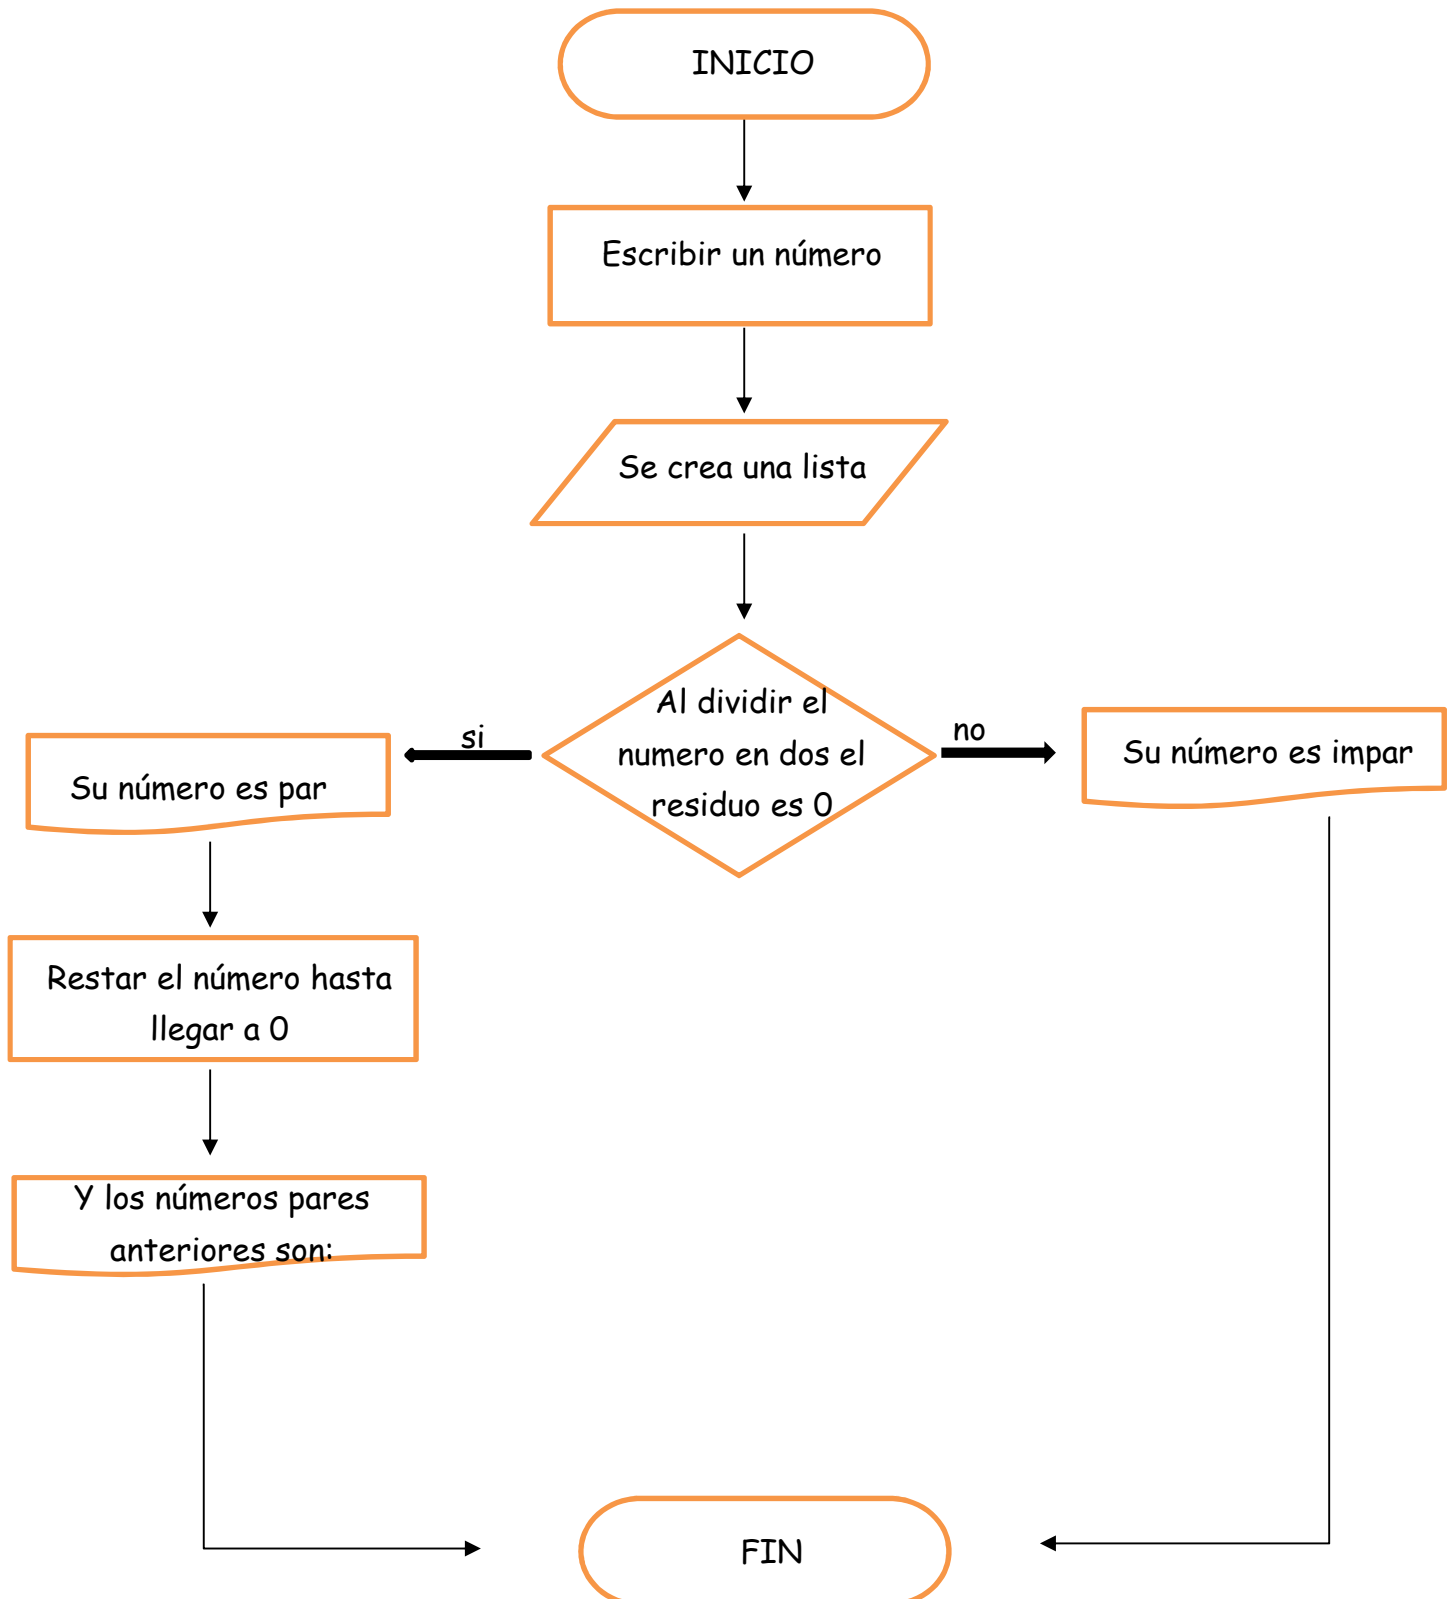 INICIO
Escribir un número
Se crea una lista
Al dividir el
numero en dos el
residuo es 0
si
no
Su número es par
Su número es impar
Restar el número hasta
llegar a 0
Y los números pares
anteriores son:
FIN